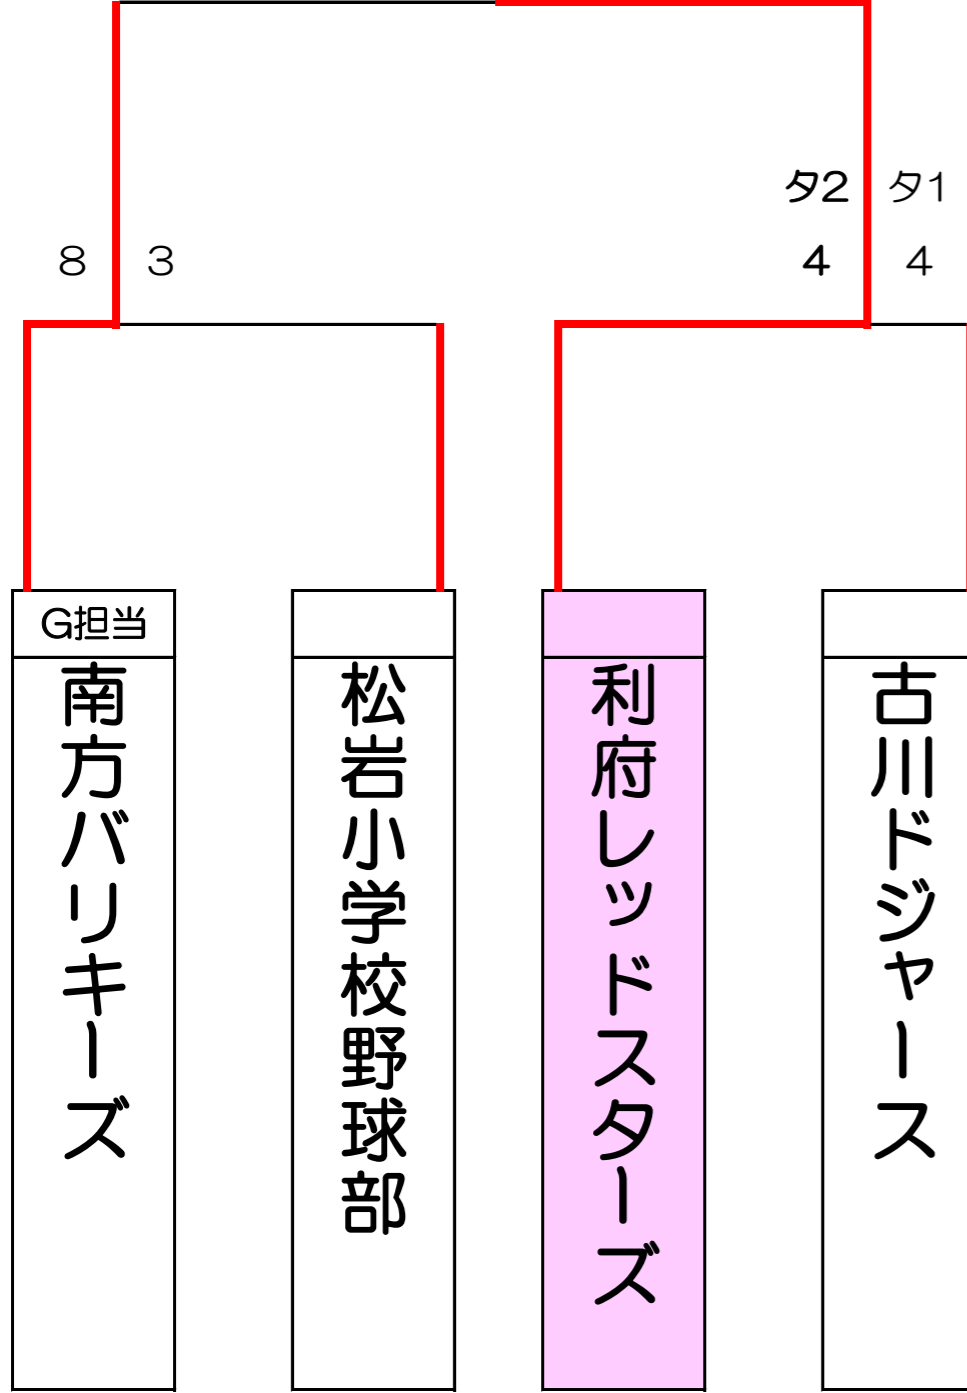 タ2 タ1
8 3 4 4
G担当
南方バリキーズ
松岩小学校野球部
利府レッドスターズ
古川ドジャース